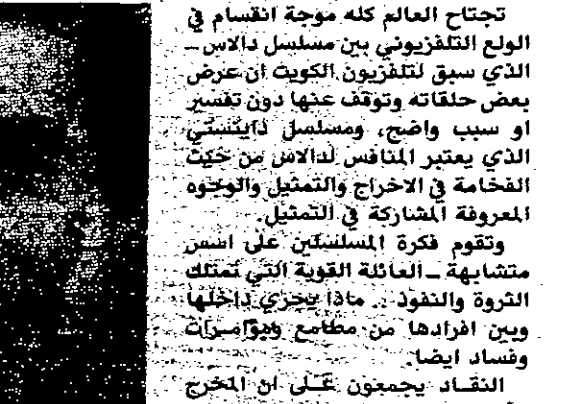 تجتاح العالم كله موجة انقسام في
الولع التلفزيوني بين مسلسل دالاس ـ
الذي سبق لتلفزيون الكويت ان عرض
بعض حلقاته وتوقف عنها دون تفسير
او سبب واضح، ومسلسل داينستي
الذي يعتبر المنافس لدالاس من حيث
الفخامة في الاخراج والتمثيل والوجوه
المعروفة المشاركة في التمثيل.
وتقوم فكرة المسلسلين على اسس
متشابهة ـ العائلة القوية التي تمتلك
الثروة والنفوذ .. ماذا يجري داخلها
وبين افرادها من مطامع ومؤامرات
وفساد ايضا.
النقاد يجمعون على ان المخرج